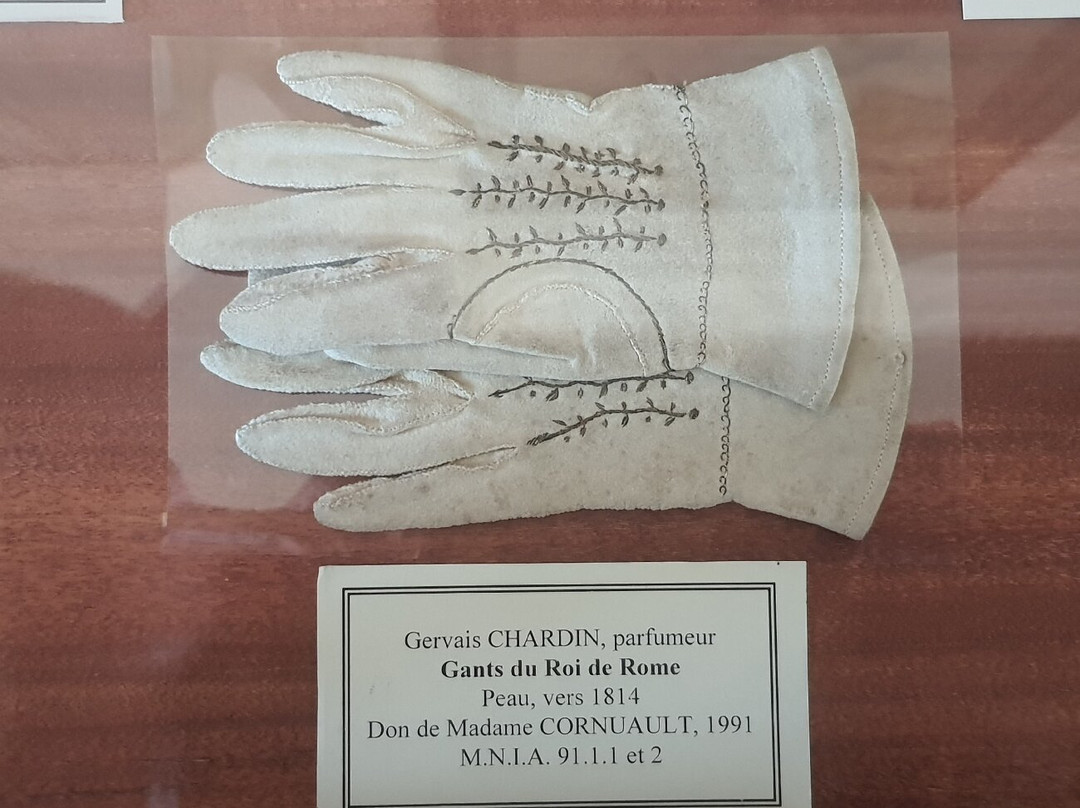 Gervais CHARDIN, parfumeur
Gants du Roi de Rome
Peau, vers 1814
Don de Madame CORNUAULT, 1991
M.N.I.A. 91.1.1 et 2